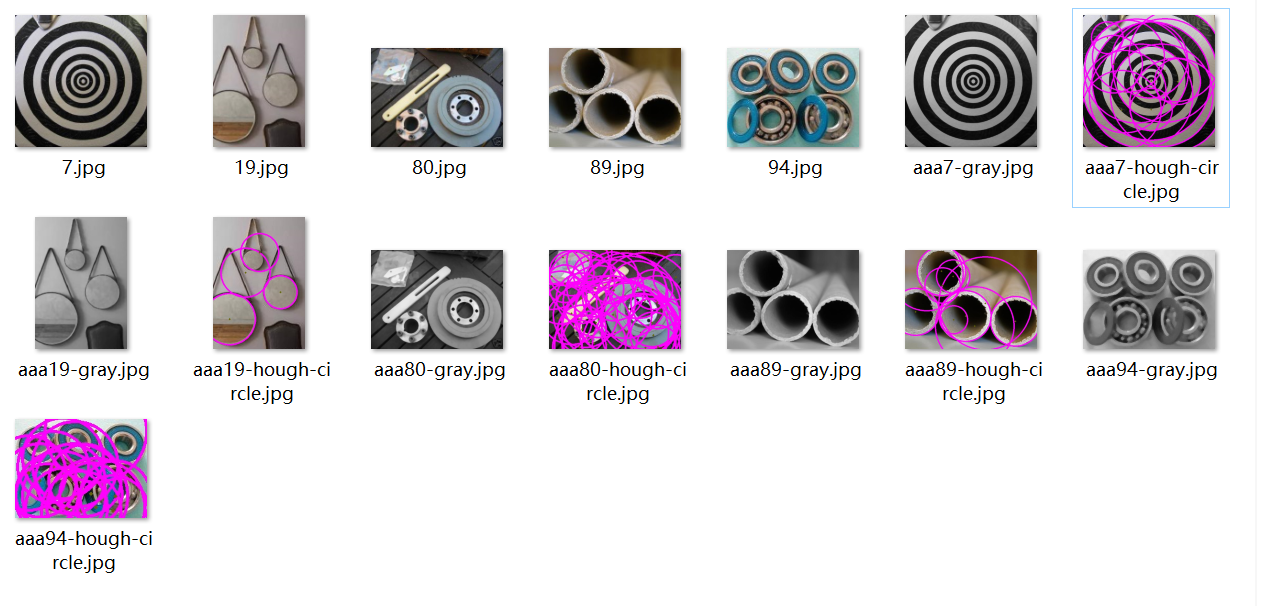 7.jpg
19.jpg
80.jpg
89.jpg
94.jpg
aaa7-gray.jpg
aaa7-hough-cir
cle.jpg
aaa19-gray.jpg
aaa19-hough-ci
rcle.jpg
aaa80-gray.jpg
aaa80-hough-ci
rcle.jpg
aaa89-gray.jpg
aaa89-hough-ci
rcle.jpg
aaa94-gray.jpg
aaa94-hough-ci
rcle.jpg